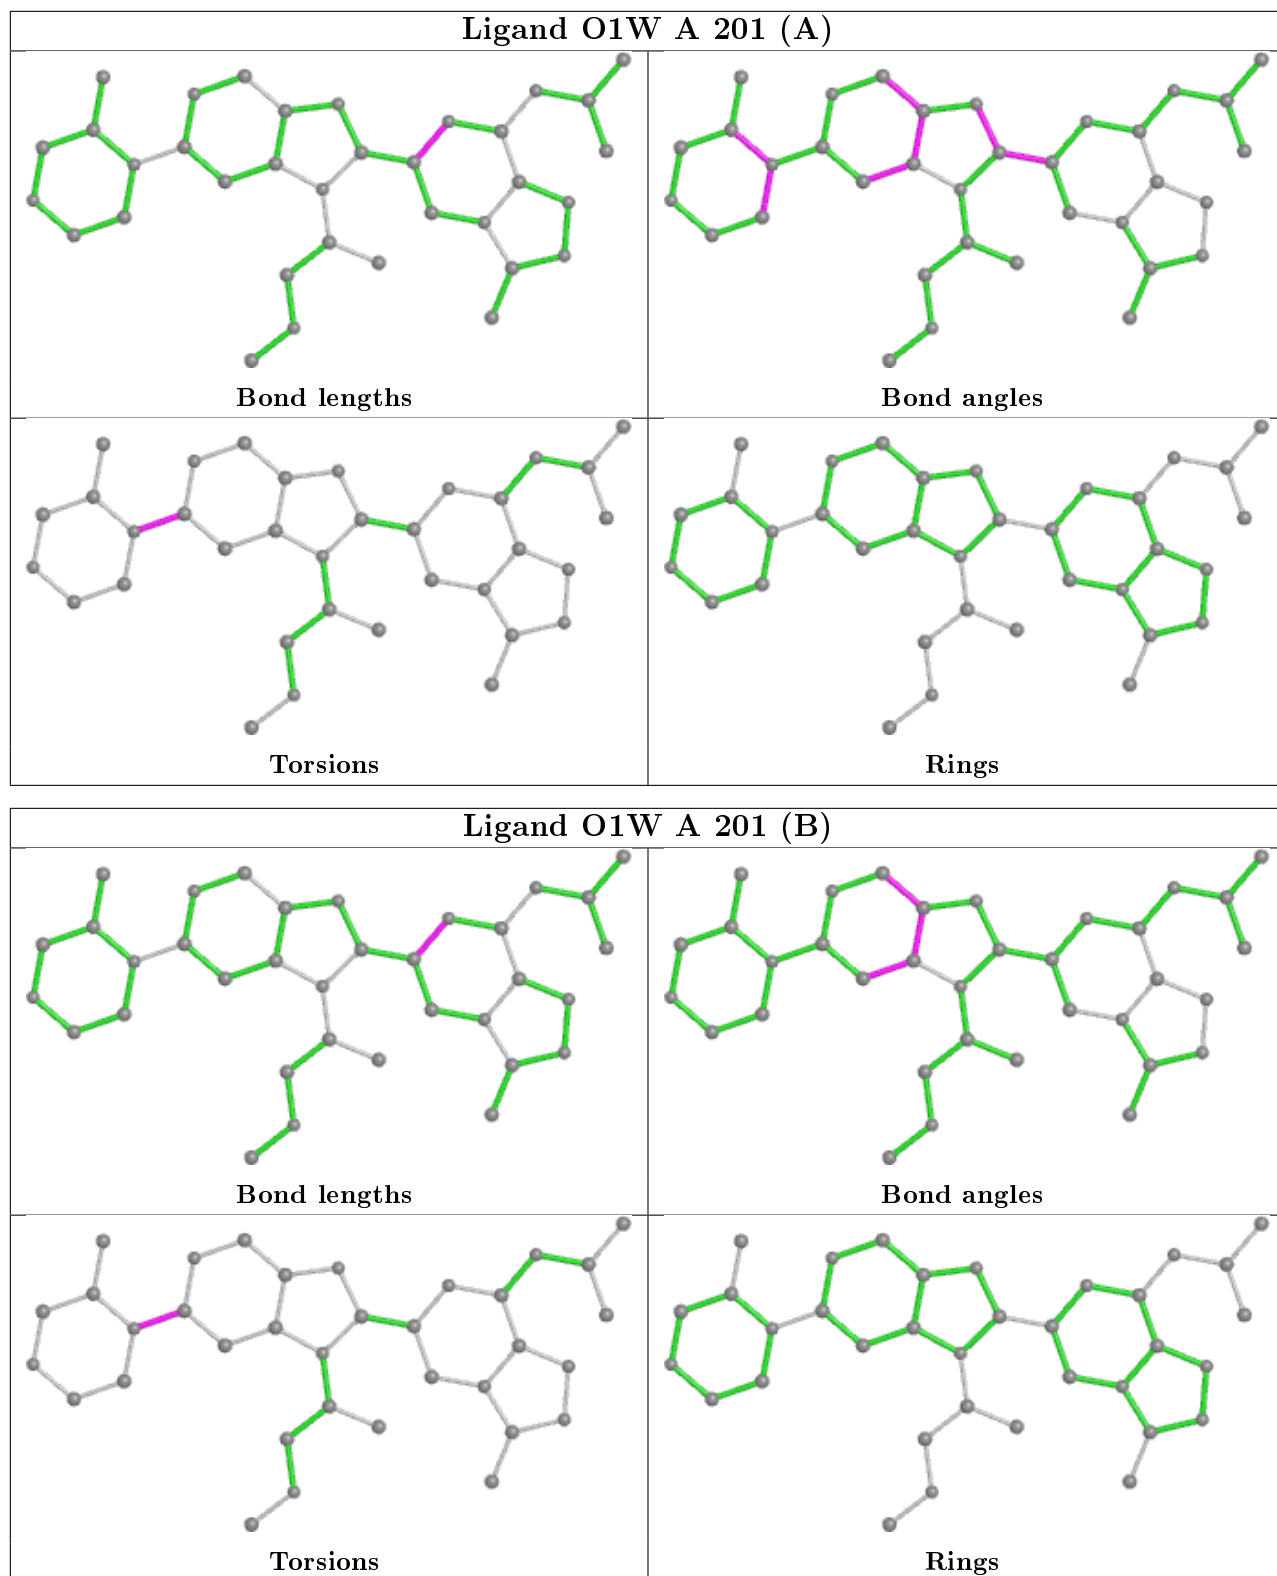 Ligand O1W A 201 (A)
Bond lengths
Bond angles
Torsions
Rings
Ligand O1W A 201 (B)
Bond lengths
Bond angles
Torsions
Rings